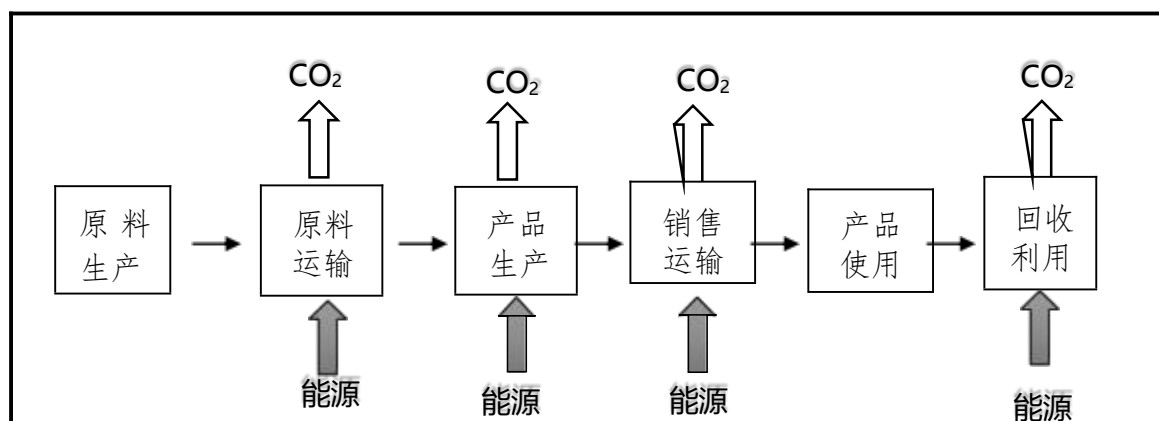 CO₂
CO₂
CO₂
CO₂
原 料
生产
原料
运输
产品
生产
销售
运输
产品
使用
回收
利用
能源
能源
能源
能源